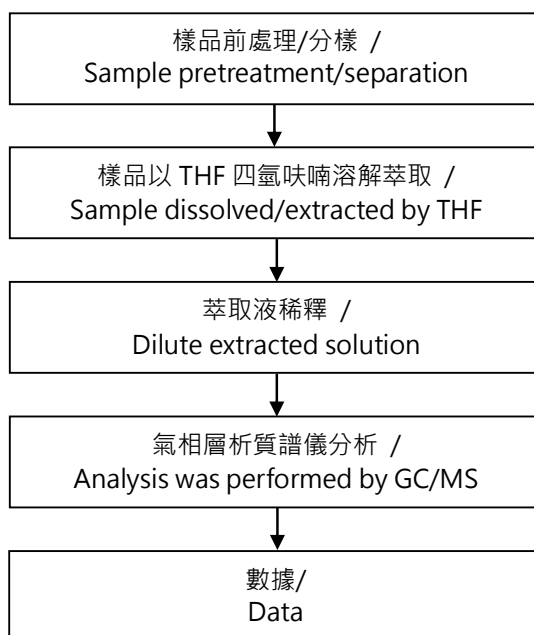 樣品前處理/分樣 /
Sample pretreatment/separation
樣品以 THF 四氫呋喃溶解萃取 /
Sample dissolved/extracted by THF
萃取液稀釋 /
Dilute extracted solution
氣相層析質譜儀分析 /
Analysis was performed by GC/MS
數據/
Data